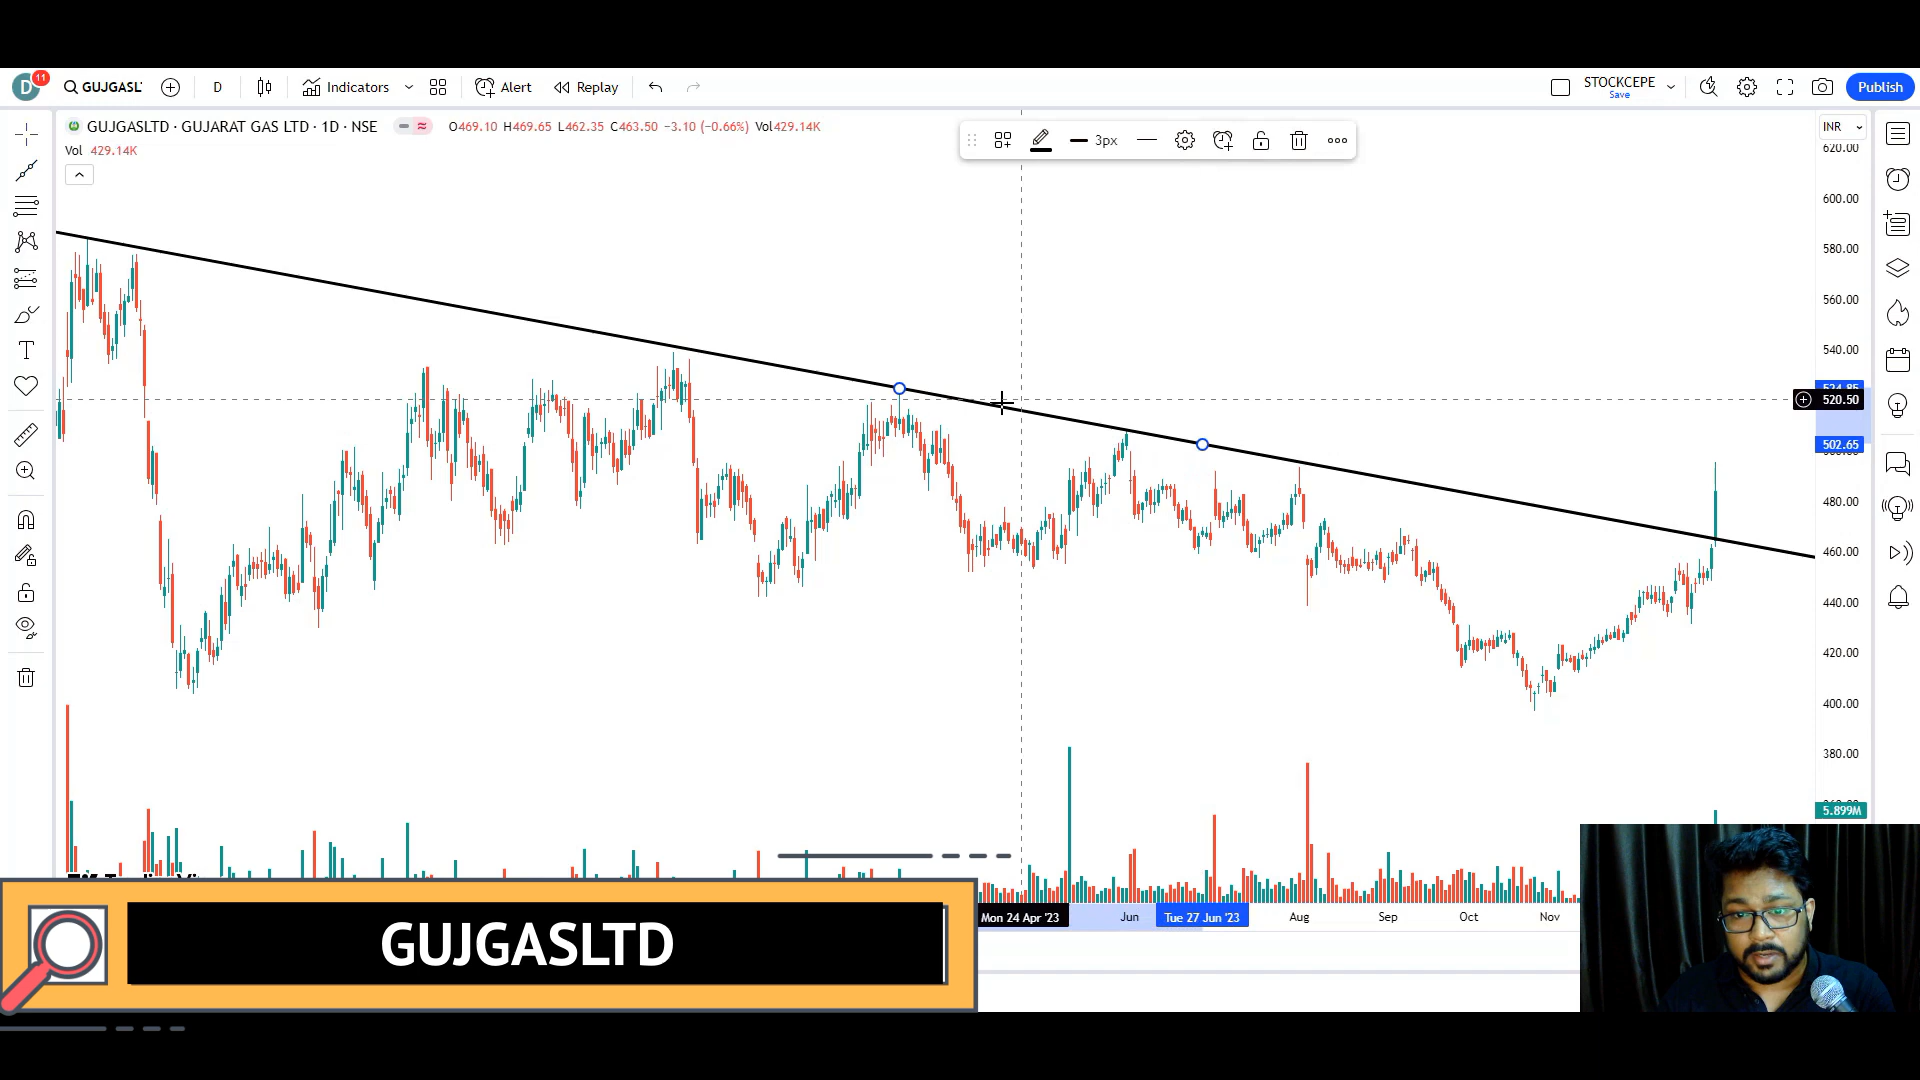 D 11 GUJGASL D Indicators Alert Replay STOCKCEPE Save Publish
GUJGASLTD · GUJARAT GAS LTD · 1D · NSE O469.10 H469.65 L462.35 C463.50 −3.10 (−0.66%) Vol429.14K
Vol 429.14K
3px
INR
620.00
600.00
580.00
560.00
540.00
524.85
520.50
502.65
480.00
460.00
440.00
420.00
400.00
380.00
5.899M
Mon 24 Apr '23 Jun Tue 27 Jun '23 Aug Sep Oct Nov
GUJGASLTD